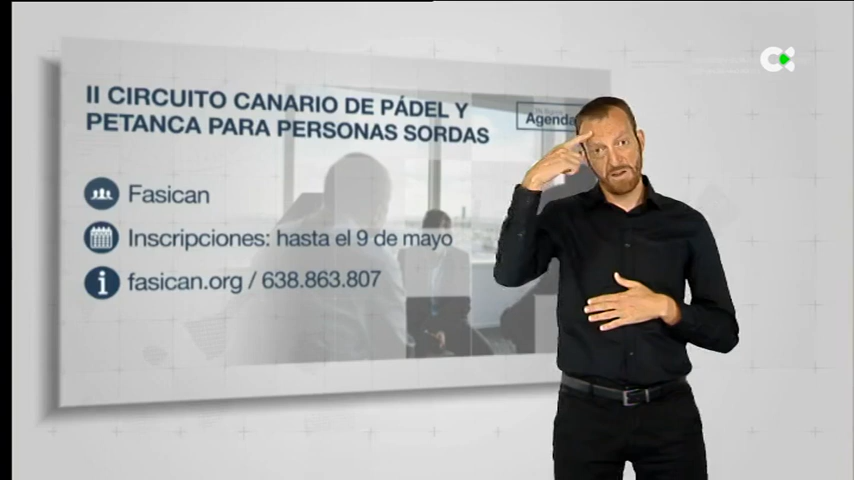 II CIRCUITO CANARIO DE PÁDEL Y
PETANCA PARA PERSONAS SORDAS
Agenda
Fasican
Inscripciones: hasta el 9 de mayo
fasican.org / 638.863.807